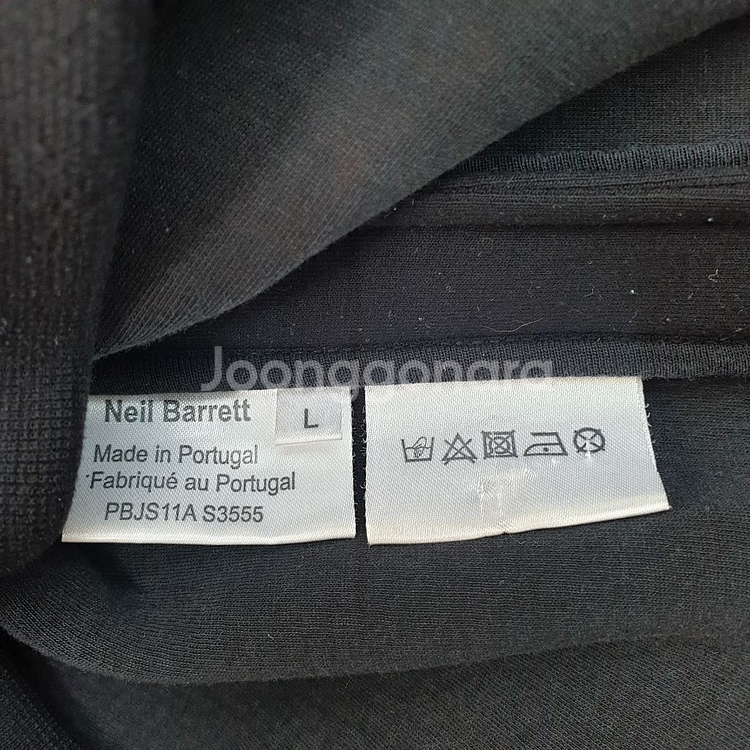 Joonggonara
Neil Barrett
L
Made in Portugal
Fabriqué au Portugal
PBJS11A S3555